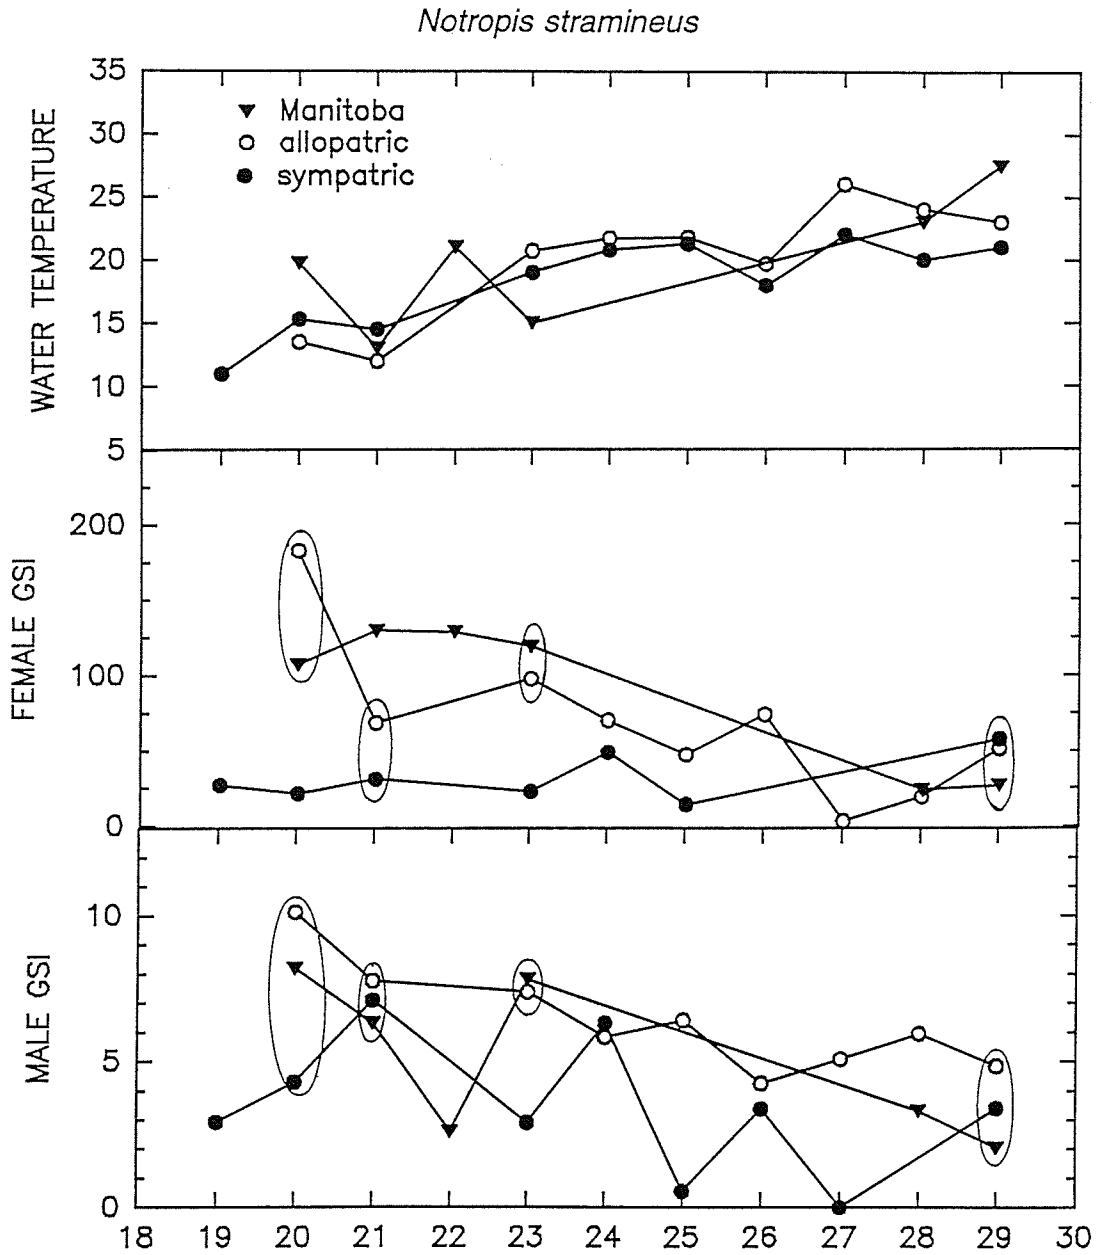 Notropis stramineus
35
30
25
20
15
10
5
WATER TEMPERATURE
Manitoba
allopatric
sympatric
200
100
0
FEMALE GSI
10
5
0
MALE GSI
18 19 20 21 22 23 24 25 26 27 28 29 30